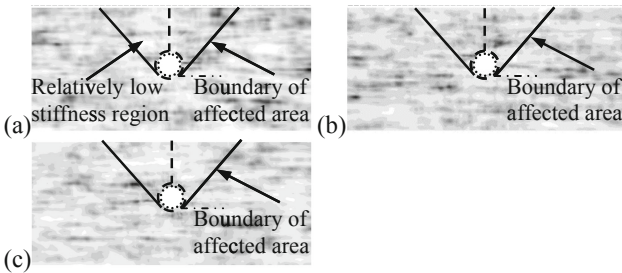 Relatively low
stiffness region
Boundary of
affected area
(a)
Boundary of
affected area
(b)
Boundary of
affected area
(c)